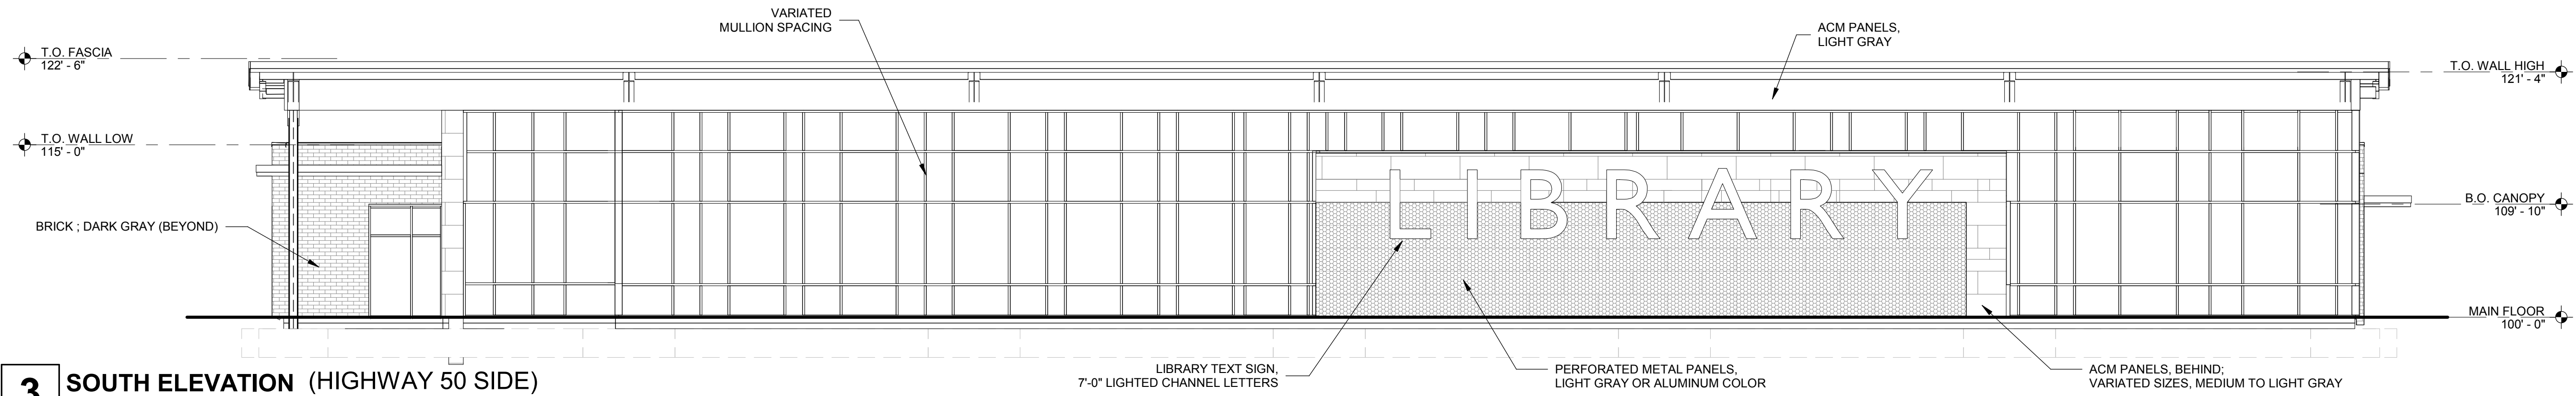 VARIATED
MULLION SPACING
ACM PANELS,
LIGHT GRAY
T.O. FASCIA
122' - 6"
T.O. WALL HIGH
121' - 4"
T.O. WALL LOW
115' - 0"
LIBRARY
B.O. CANOPY
109' - 10"
BRICK ; DARK GRAY (BEYOND)
MAIN FLOOR
100' - 0"
LIBRARY TEXT SIGN,
7'-0" LIGHTED CHANNEL LETTERS
PERFORATED METAL PANELS,
LIGHT GRAY OR ALUMINUM COLOR
ACM PANELS, BEHIND;
VARIATED SIZES, MEDIUM TO LIGHT GRAY
3 SOUTH ELEVATION (HIGHWAY 50 SIDE)